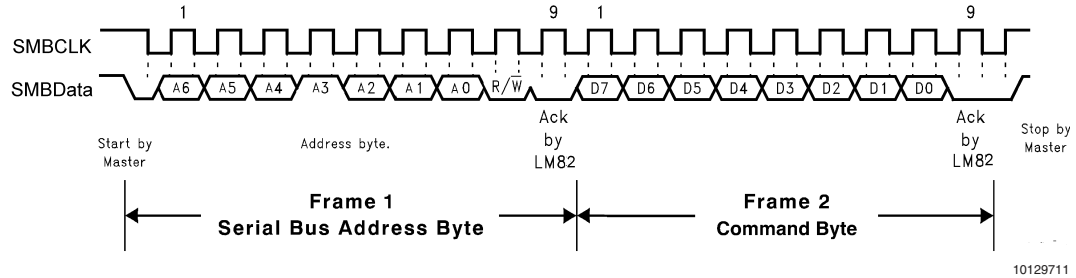 1 9 1 9
SMBCLK
SMBData A6 A5 A4 A3 A2 A1 A0 R/W̅ D7 D6 D5 D4 D3 D2 D1 D0
Start by
Master
Address byte.
Ack
by
LM82
Ack
by
LM82
Stop by
Master
Frame 1
Serial Bus Address Byte
Frame 2
Command Byte
10129711